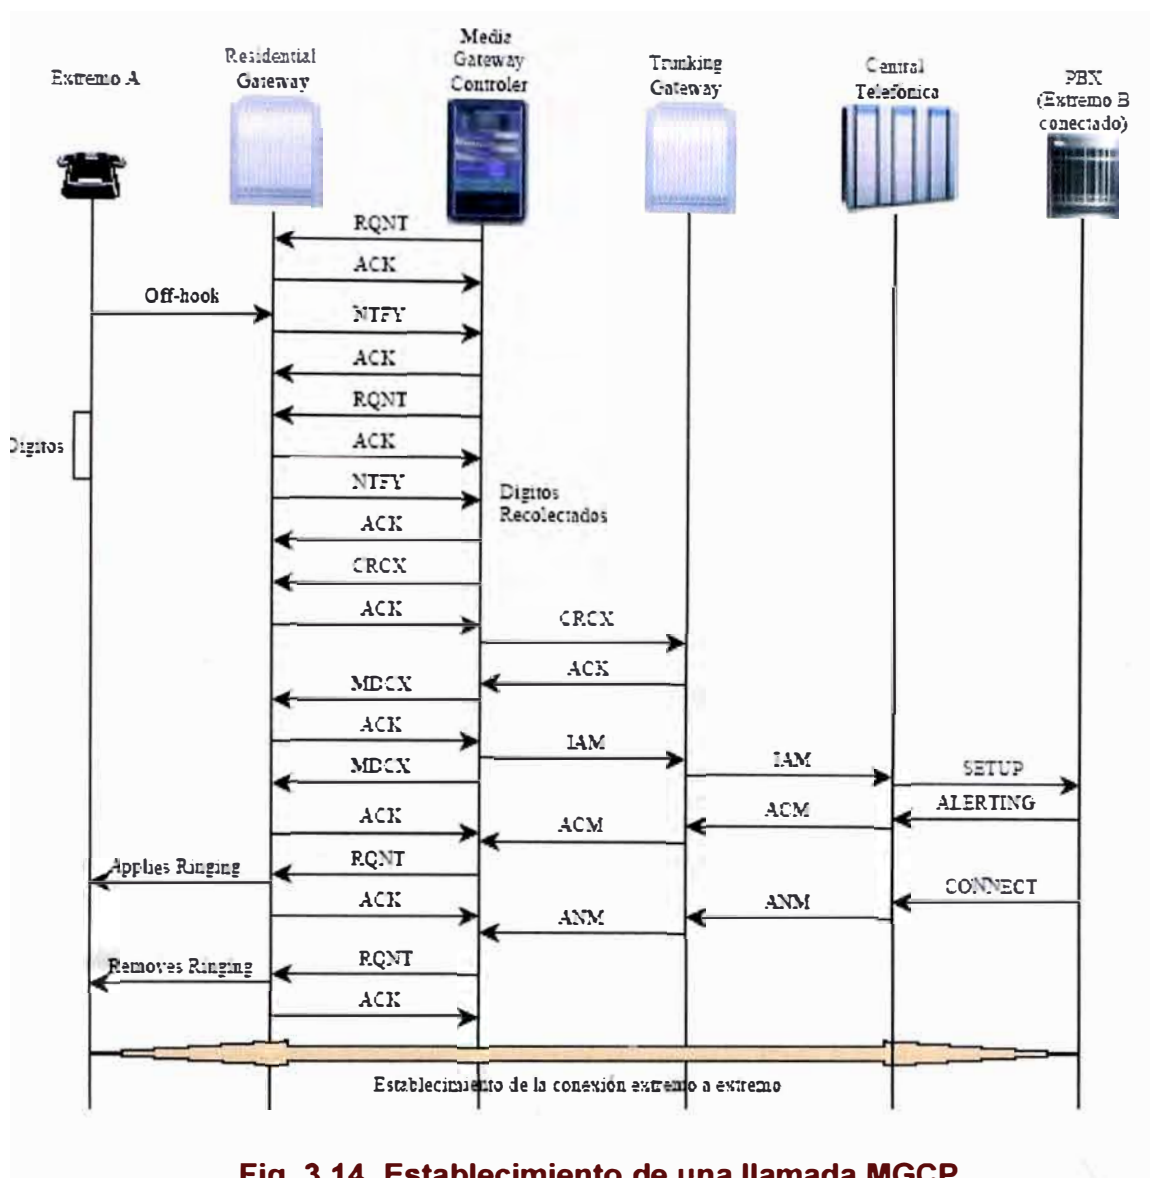 Extremo A
Residential
Gateway
Media
Gateway
Controler
Trunking
Gateway
Central
Telefónica
PBX
(Extremo B
conectado)
RQNT
ACK
Off-hook
NTFY
ACK
RQNT
Dígitos
ACK
NTFY
Dígitos
Recolectados
ACK
CRCX
ACK
CRCX
ACK
MDCX
ACK
IAM
IAM
MDCX
SETUP
ALERTING
ACM
ACK
ACM
RQNT
Applies Ringing
CONNECT
ACK
ANM
ANM
RQNT
Removes Ringing
ACK
Establecimiento de la conexión extremo a extremo
Fig. 3.14 Establecimiento de una llamada MGCP